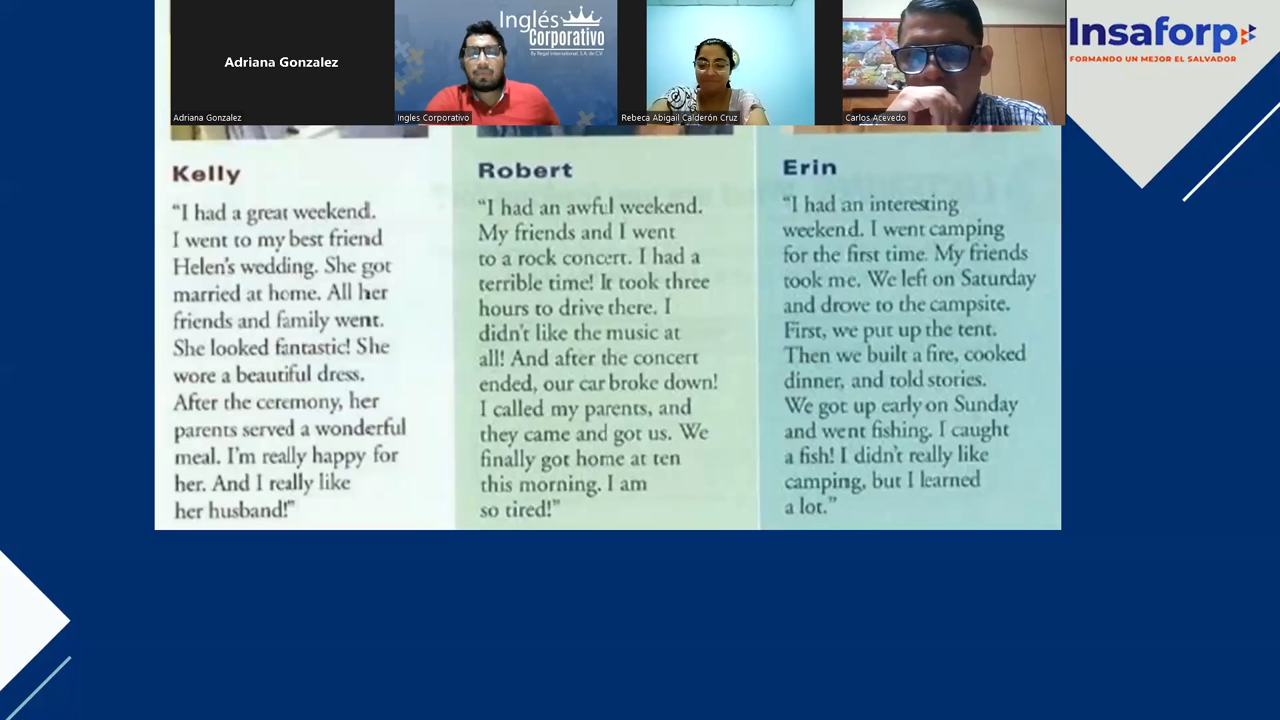 Adriana Gonzalez
Adriana Gonzalez
Inglés
Corporativo
By Regal International, S.A. de C.V.
Ingles Corporativo
Rebeca Abigail Calderón Cruz
Carlos Acevedo
Insaforp
FORMANDO UN MEJOR EL SALVADOR
Kelly
“I had a great weekend.
I went to my best friend
Helen's wedding. She got
married at home. All her
friends and family went.
She looked fantastic! She
wore a beautiful dress.
After the ceremony, her
parents served a wonderful
meal. I'm really happy for
her. And I really like
her husband!”
Robert
“I had an awful weekend.
My friends and I went
to a rock concert. I had a
terrible time! It took three
hours to drive there. I
didn't like the music at
all! And after the concert
ended, our car broke down!
I called my parents, and
they came and got us. We
finally got home at ten
this morning. I am
so tired!”
Erin
“I had an interesting
weekend. I went camping
for the first time. My friends
took me. We left on Saturday
and drove to the campsite.
First, we put up the tent.
Then we built a fire, cooked
dinner, and told stories.
We got up early on Sunday
and went fishing. I caught
a fish! I didn't really like
camping, but I learned
a lot.”